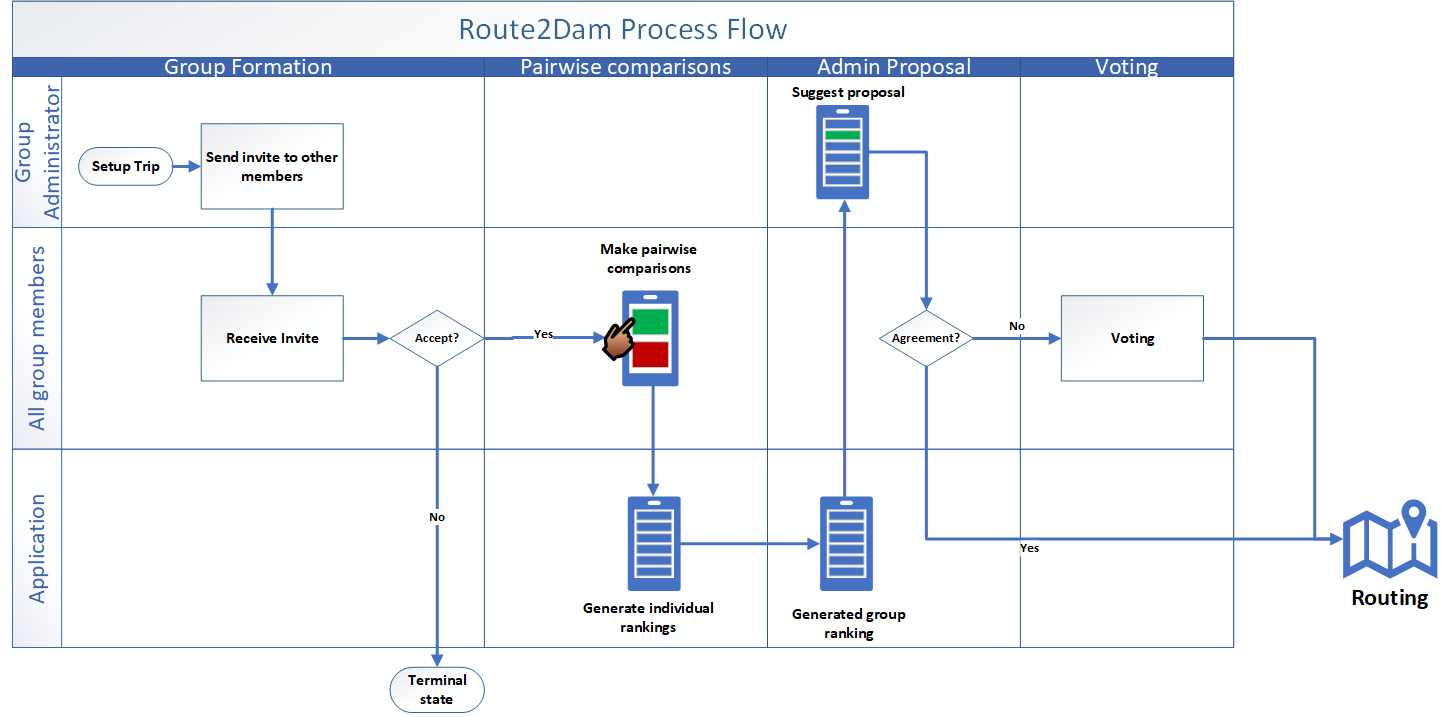 Route2Dam Process Flow
Group Formation
Pairwise comparisons
Admin Proposal
Voting
Group
Administrator
Setup Trip
Send invite to other
members
Suggest proposal
All group members
Receive Invite
Accept?
Yes
Make pairwise
comparisons
Agreement?
No
Voting
Application
No
Generate individual
rankings
Generated group
ranking
Yes
Routing
Terminal
state